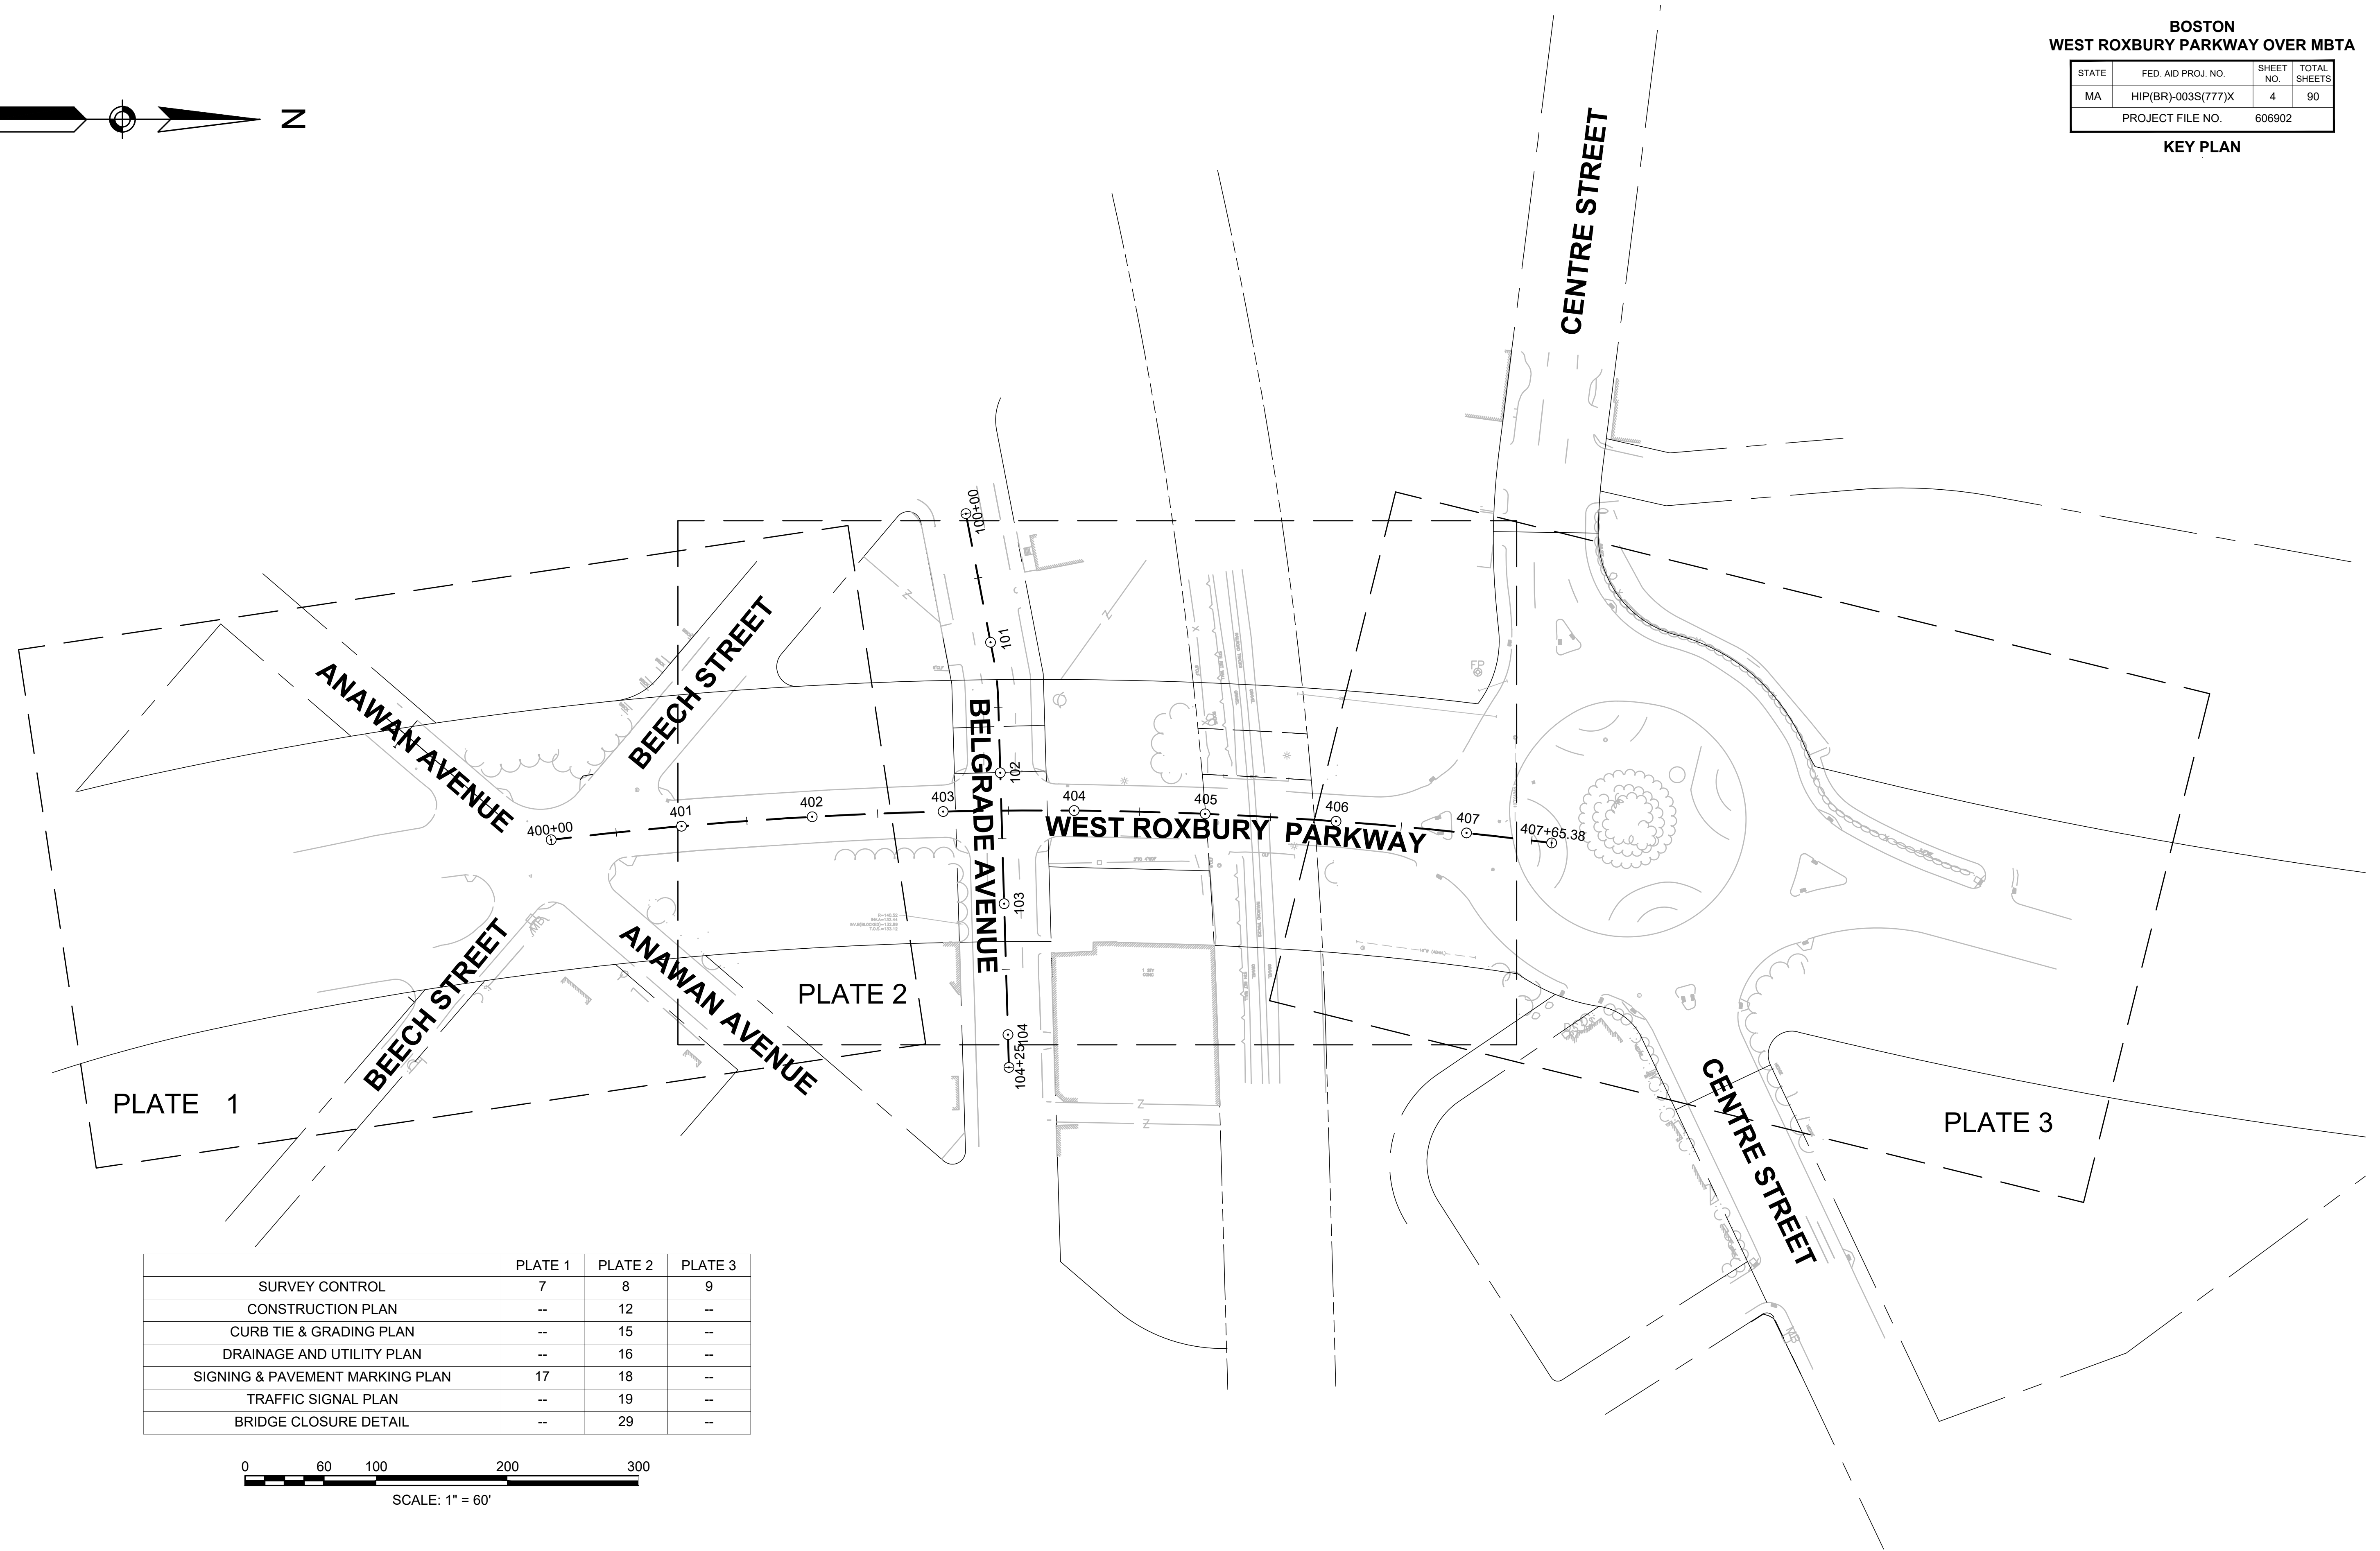 BOSTON
WEST ROXBURY PARKWAY OVER MBTA
STATE FED. AID PROJ. NO. SHEET NO. TOTAL SHEETS
MA HIP(BR)-003S(777)X 4 90
PROJECT FILE NO. 606902
KEY PLAN
N
CENTRE STREET
ANAWAN AVENUE
BEECH STREET
100+00
101
102
103
104
104+25
BELGRADE AVENUE
400+00
401
402
403
404
405
406
407
407+65.38
WEST ROXBURY PARKWAY
FP
BEECH STREET
ANAWAN AVENUE
MB
PLATE 1
PLATE 2
PLATE 3
CENTRE STREET
MB
PLATE 1 PLATE 2 PLATE 3
SURVEY CONTROL 7 8 9
CONSTRUCTION PLAN -- 12 --
CURB TIE & GRADING PLAN -- 15 --
DRAINAGE AND UTILITY PLAN -- 16 --
SIGNING & PAVEMENT MARKING PLAN 17 18 --
TRAFFIC SIGNAL PLAN -- 19 --
BRIDGE CLOSURE DETAIL -- 29 --
0 60 100 200 300
SCALE: 1" = 60'